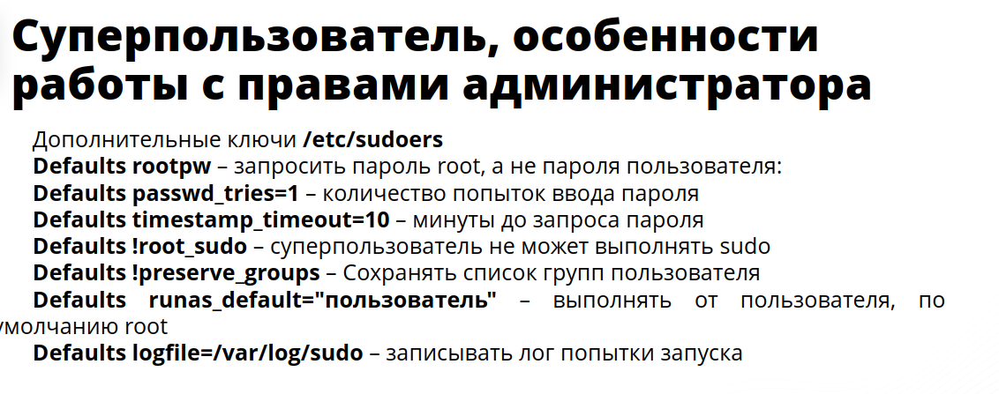 Суперпользователь, особенности
работы с правами администратора
Дополнительные ключи /etc/sudoers
Defaults rootpw – запросить пароль root, а не пароля пользователя:
Defaults passwd_tries=1 – количество попыток ввода пароля
Defaults timestamp_timeout=10 – минуты до запроса пароля
Defaults !root_sudo – суперпользователь не может выполнять sudo
Defaults !preserve_groups – Сохранять список групп пользователя
Defaults runas_default="пользователь" – выполнять от пользователя, по
умолчанию root
Defaults logfile=/var/log/sudo – записывать лог попытки запуска